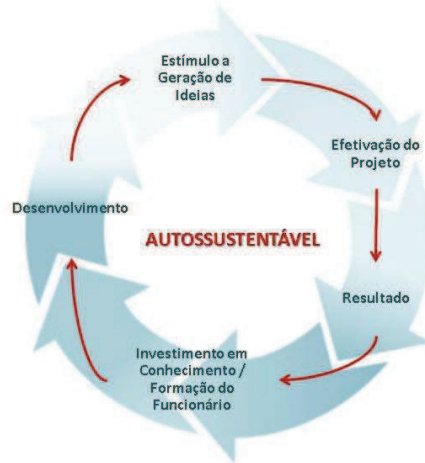 Estímulo a
Geração de
Ideias
Efetivação do
Projeto
Desenvolvimento
AUTOSSUSTENTÁVEL
Resultado
Investimento em
Conhecimento /
Formação do
Funcionário